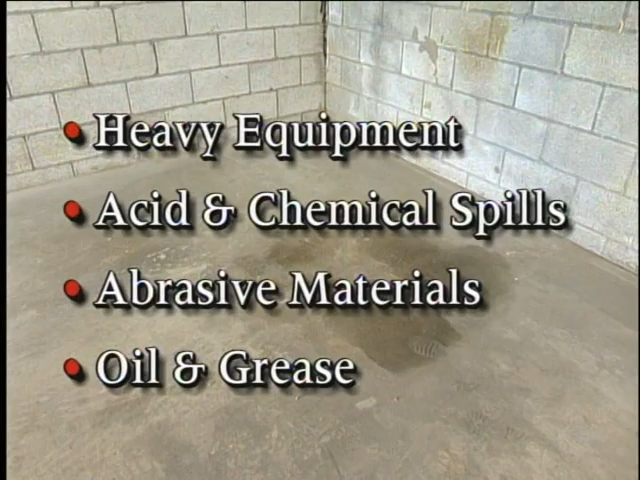 • Heavy Equipment
• Acid & Chemical Spills
• Abrasive Materials
• Oil & Grease